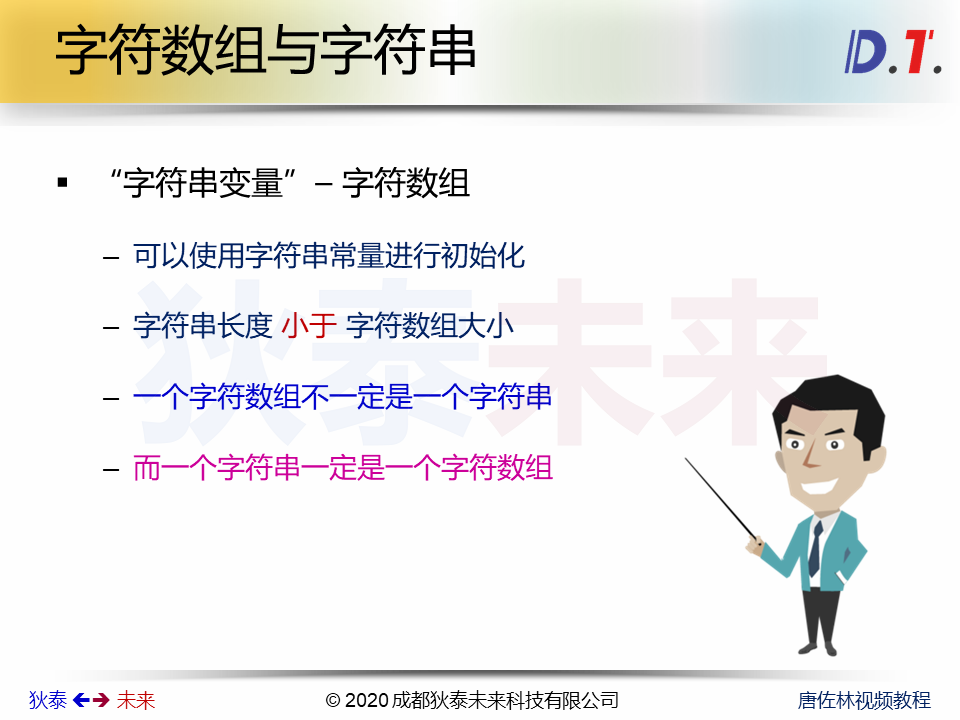 字符数组与字符串
D.T.
▪ “字符串变量” – 字符数组
– 可以使用字符串常量进行初始化
– 字符串长度 小于 字符数组大小
– 一个字符数组不一定是一个字符串
– 而一个字符串一定是一个字符数组
狄泰未来
狄泰 🡸🡺 未来
© 2020 成都狄泰未来科技有限公司
唐佐林视频教程